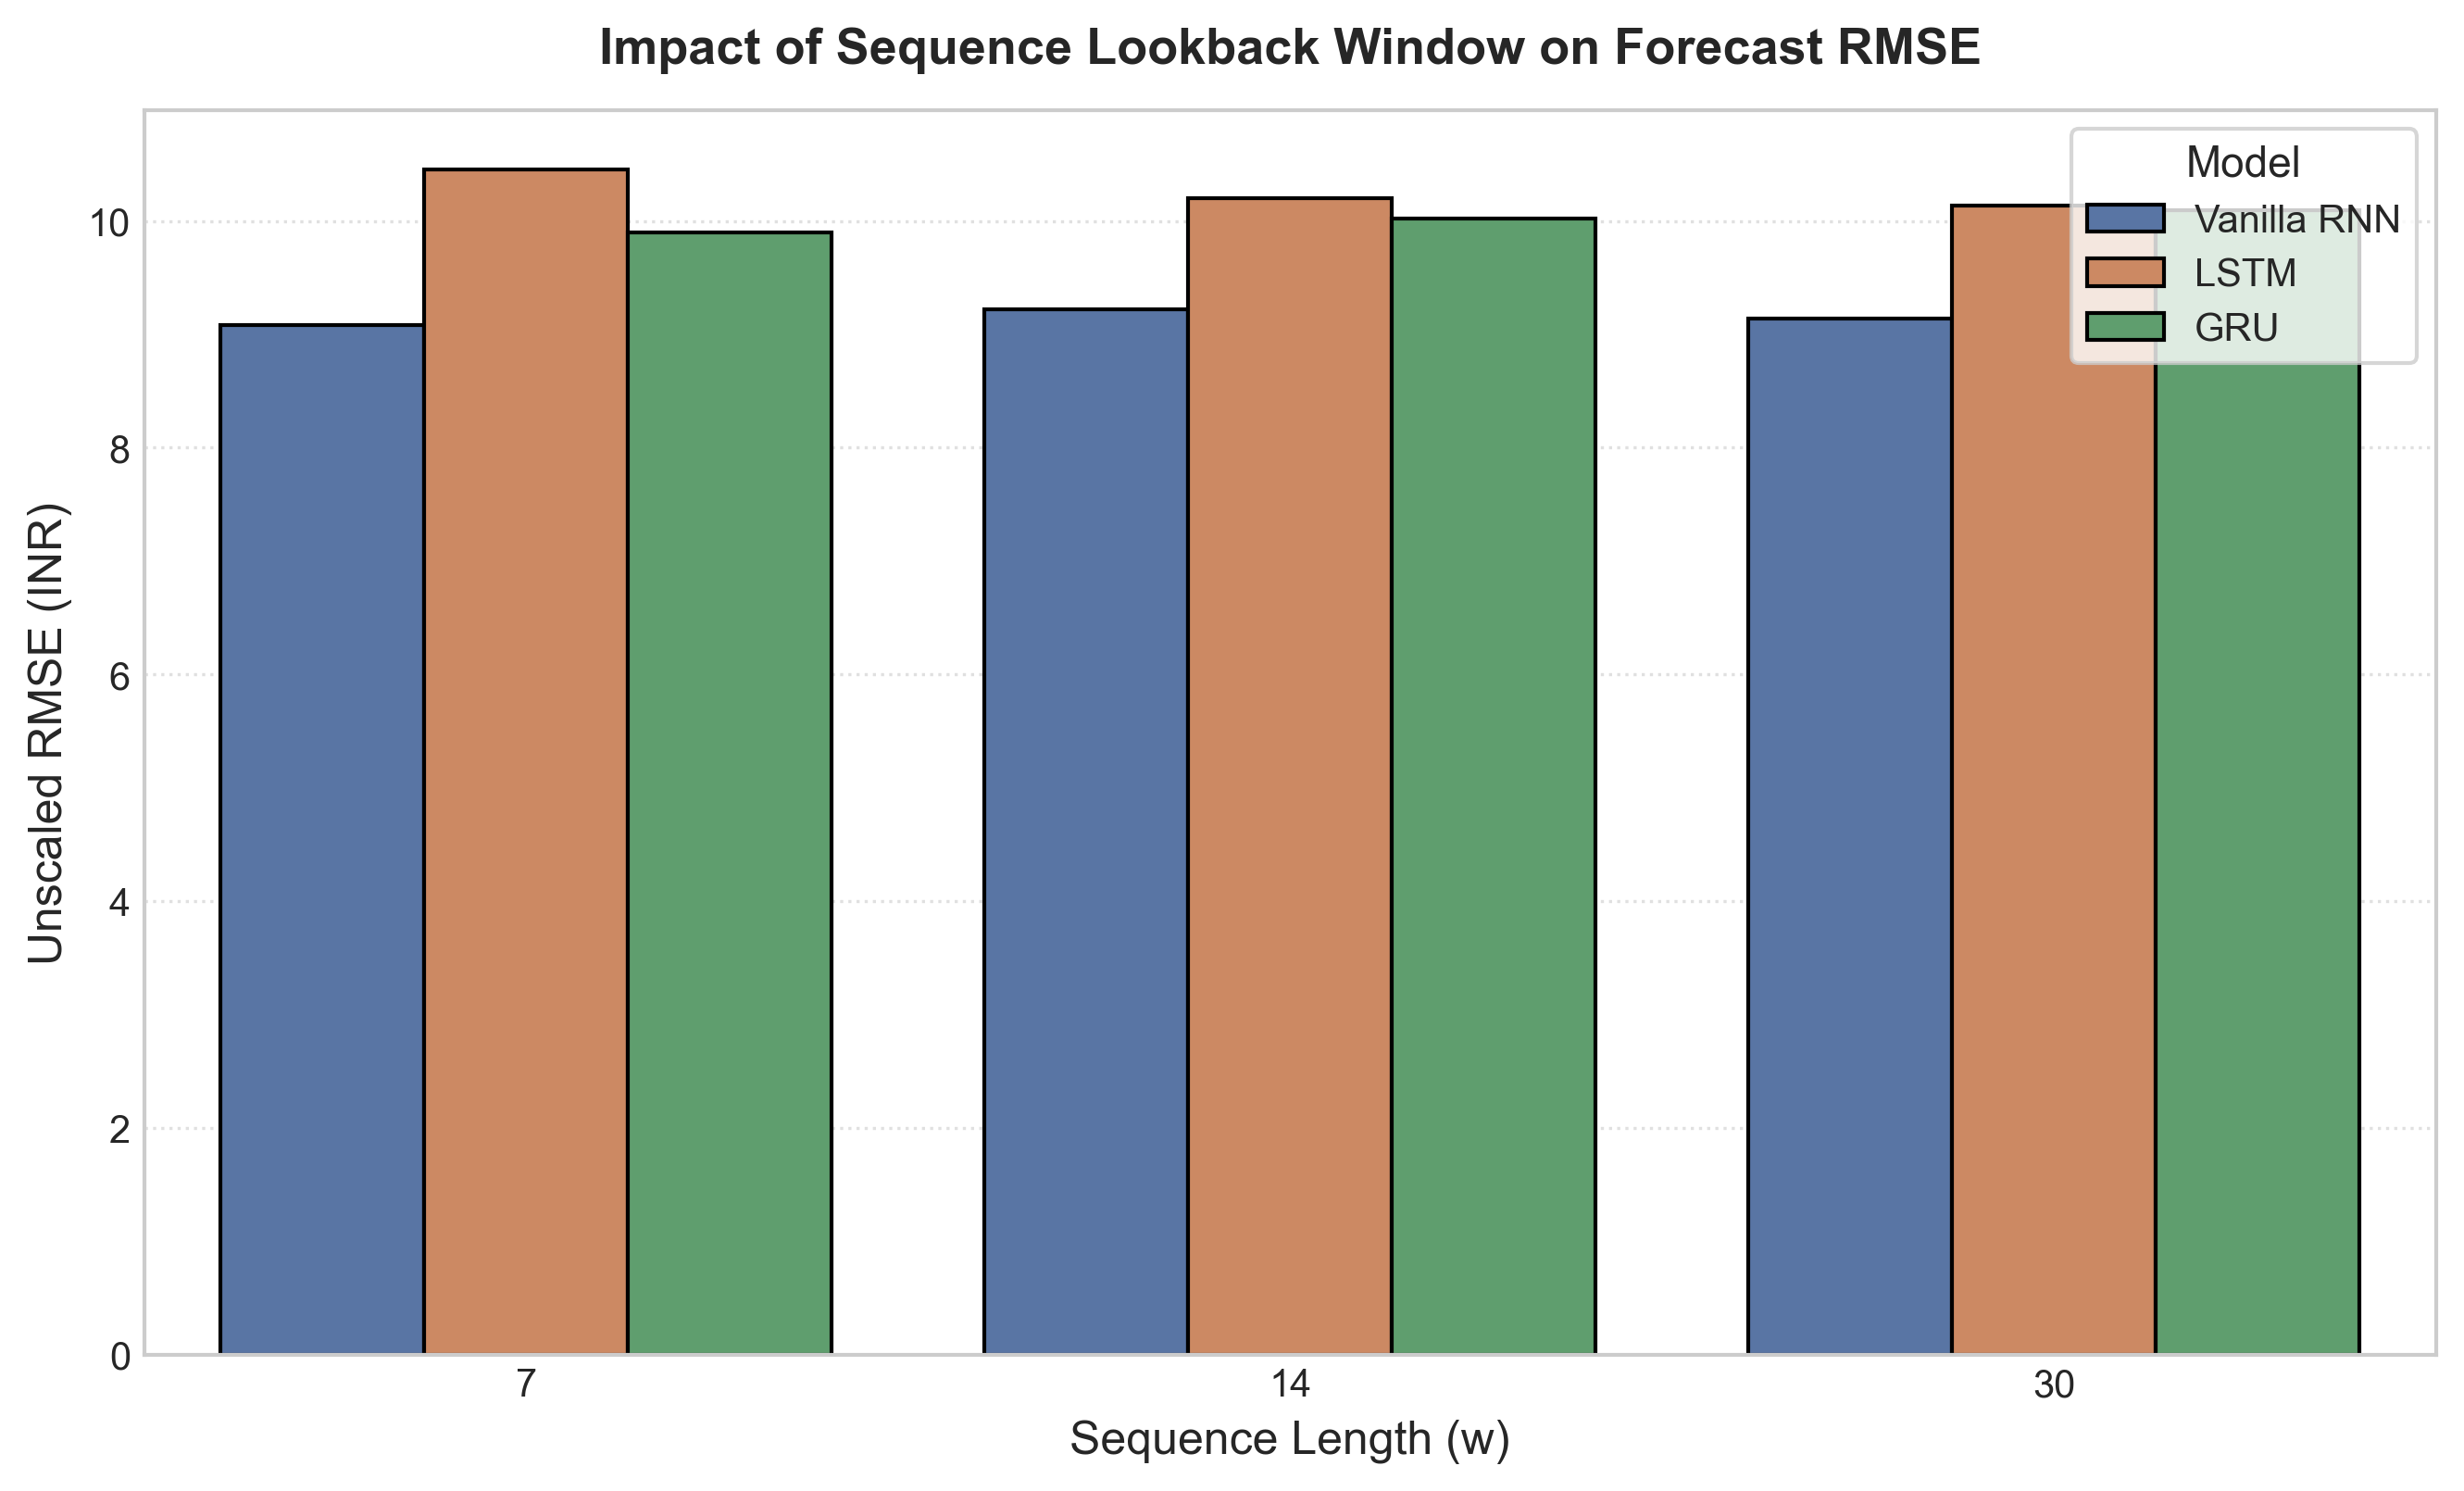 Impact of Sequence Lookback Window on Forecast RMSE
Model
Vanilla RNN
LSTM
GRU
Unscaled RMSE (INR)
10
8
6
4
2
0
7
14
30
Sequence Length (w)